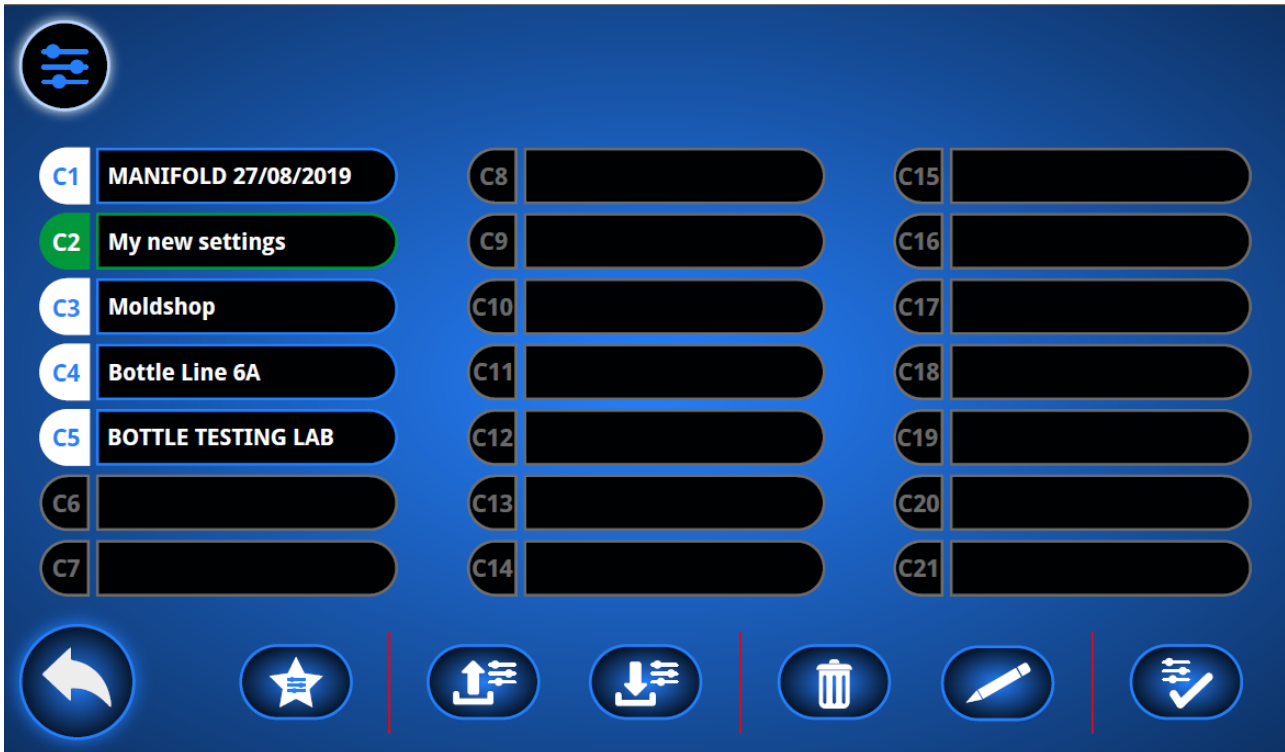 C1 MANIFOLD 27/08/2019
C2 My new settings
C3 Moldshop
C4 Bottle Line 6A
C5 BOTTLE TESTING LAB
C6
C7
C8
C9
C10
C11
C12
C13
C14
C15
C16
C17
C18
C19
C20
C21